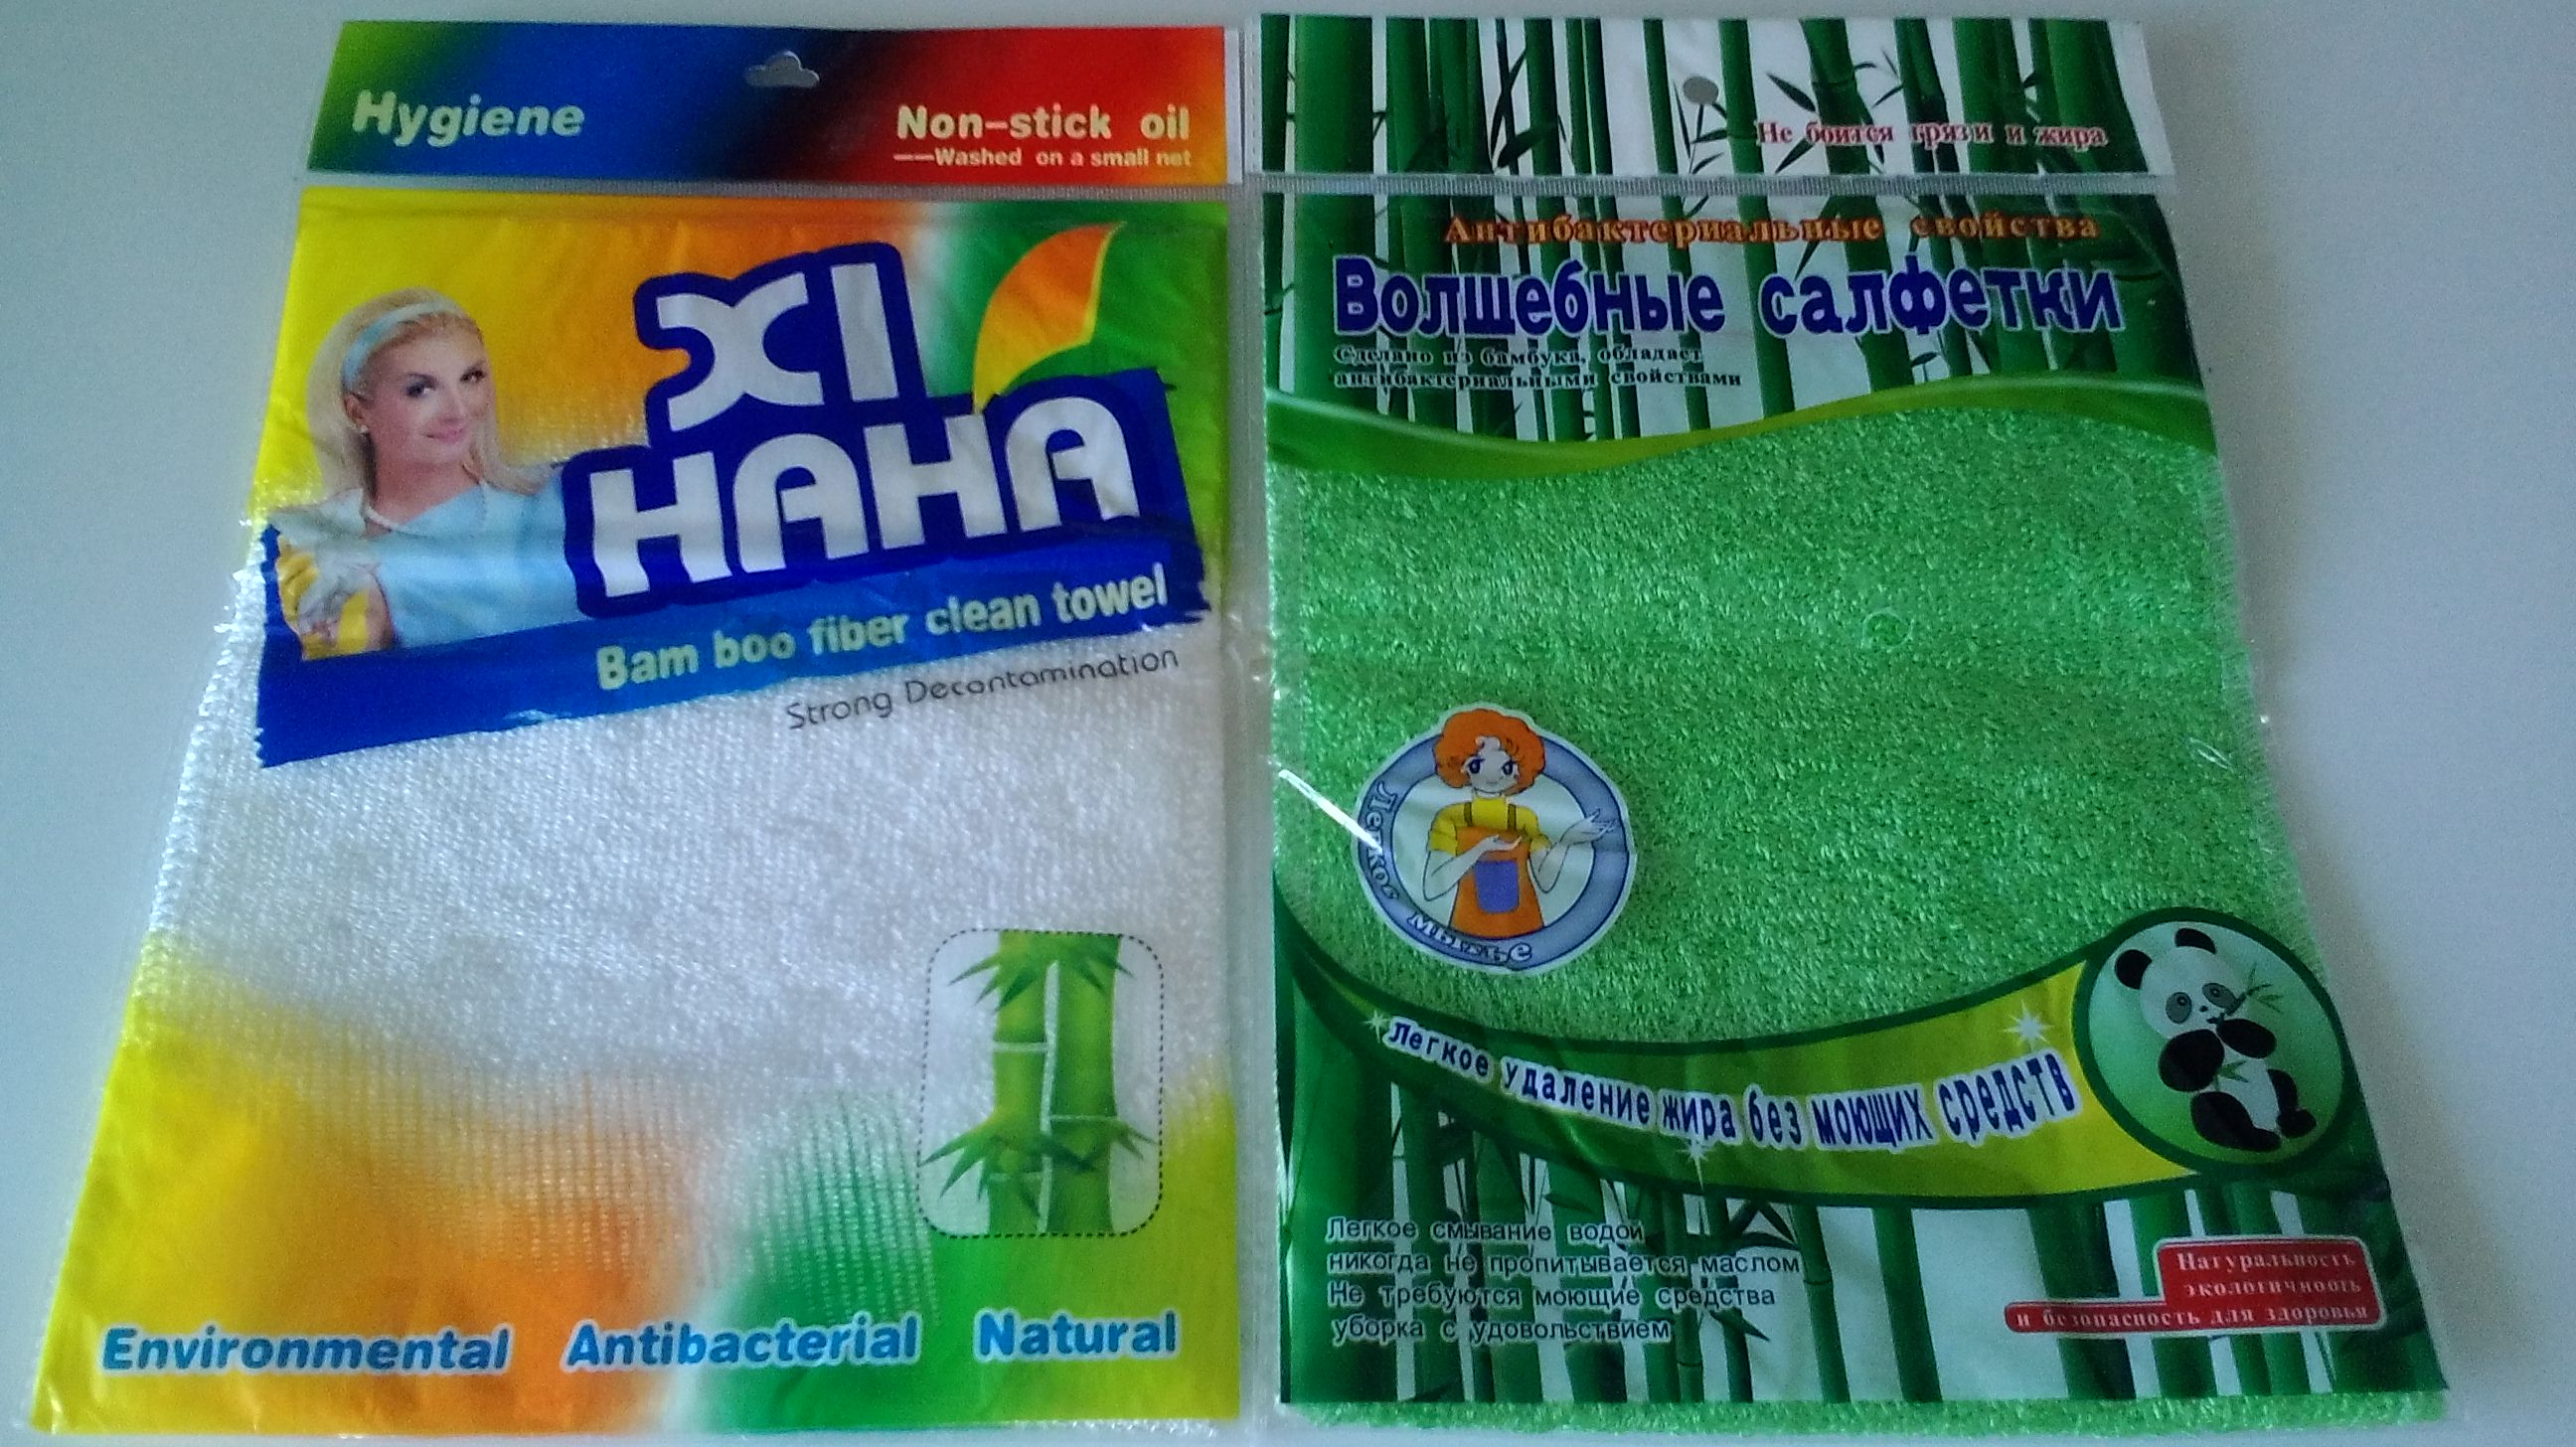 Hygiene
Non-stick oil
——Washed on a small net
XI
HAHA
Bam boo fiber clean towel
Strong Decontamination
Environmental Antibacterial Natural
Не боится грязи и жира
Антибактериальные свойства
Волшебные салфетки
Сделано из бамбука, обладает
антибактериальными свойствами
Легкое мытье
Легкое удаление жира без моющих средств
Легкое смывание водой
никогда не пропитывается маслом
Не требуются моющие средства
уборка с удовольствием
Натуральность
экологичность
и безопасность для здоровья